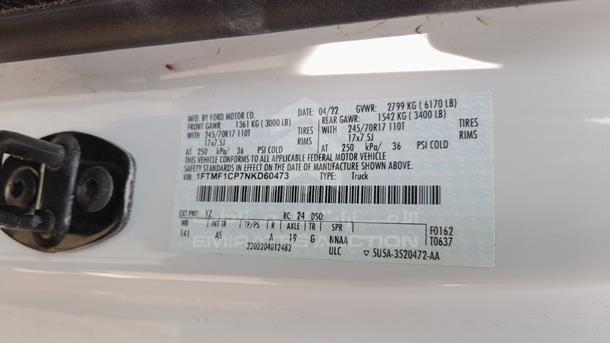 MFD. BY FORD MOTOR CO.
DATE: 04/22 GVWR: 2799 KG ( 6170 LB)
FRONT GAWR: 1361 KG ( 3000 LB) REAR GAWR: 1542 KG ( 3400 LB)
WITH 245/70R17 110T TIRES WITH 245/70R17 110T TIRES
17x7.5J RIMS 17x7.5J RIMS
AT 250 kPa/ 36 PSI COLD AT 250 kPa/ 36 PSI COLD
THIS VEHICLE CONFORMS TO ALL APPLICABLE FEDERAL MOTOR VEHICLE
SAFETY STANDARDS IN EFFECT ON THE DATE OF MANUFACTURE SHOWN ABOVE.
VIN: 1FTMF1CP7NKD60473 TYPE: Truck
EXT PNT: YZ RC: 24 DSO:
WB INT TR TP/PS R AXLE TR SPR F0162
141 AS A 19 G NNAA T0637
2202204012482 ULC 5U5A-3520472-AA
EMIRATES AUCTION